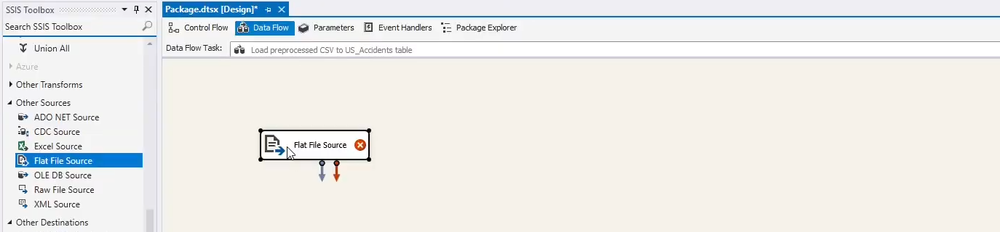 SSIS Toolbox
Search SSIS Toolbox
Union All
Azure
Other Transforms
Other Sources
ADO NET Source
CDC Source
Excel Source
Flat File Source
OLE DB Source
Raw File Source
XML Source
Other Destinations
Package.dtsx [Design]*
Control Flow Data Flow Parameters Event Handlers Package Explorer
Data Flow Task: Load preprocessed CSV to US_Accidents table
Flat File Source